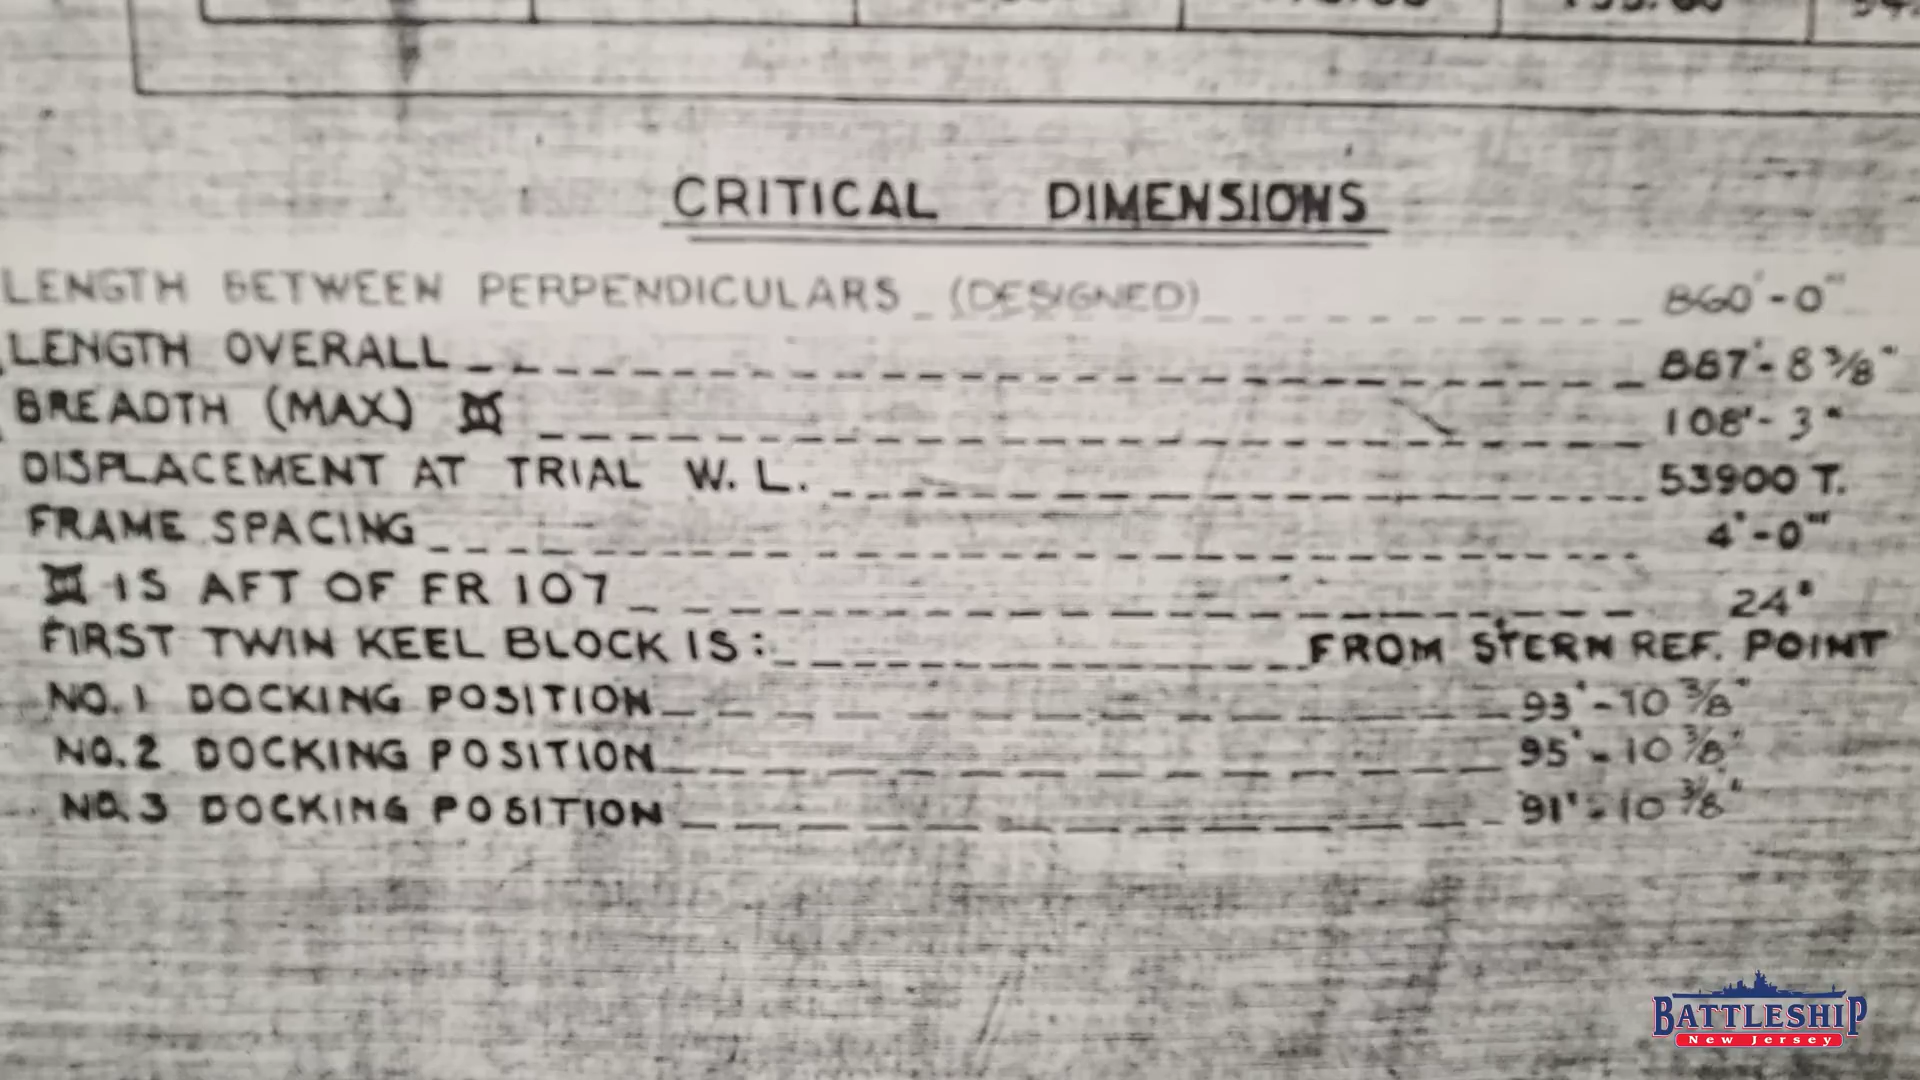 CRITICAL DIMENSIONS
LENGTH BETWEEN PERPENDICULARS (DESIGNED) 860'-0"
LENGTH OVERALL 887'-8 3/8"
BREADTH (MAX) 108'-3"
DISPLACEMENT AT TRIAL W. L. 53900 T.
FRAME SPACING 4'-0"
IS AFT OF FR 107 24"
FIRST TWIN KEEL BLOCK IS: FROM STERN REF. POINT
NO. 1 DOCKING POSITION 93'-10 3/8"
NO. 2 DOCKING POSITION 95'-10 3/8"
NO. 3 DOCKING POSITION 91'-10 3/8"
BATTLESHIP
New Jersey